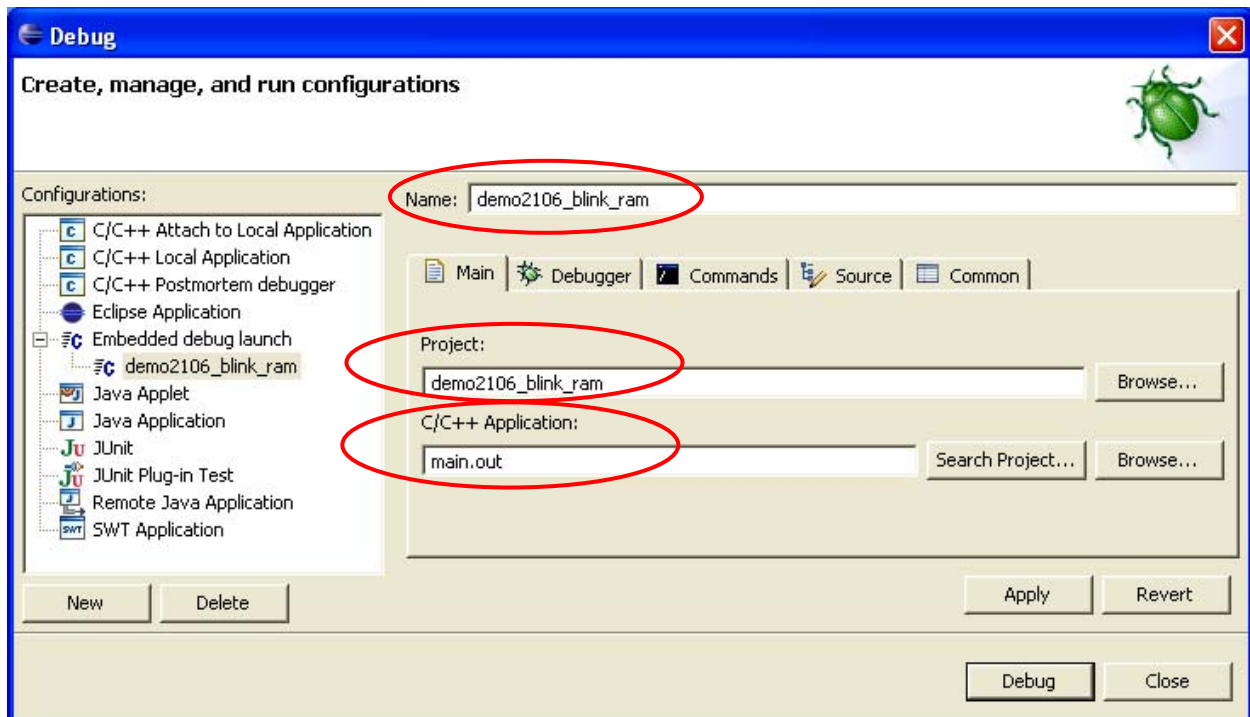 Debug
Create, manage, and run configurations
Configurations:
C/C++ Attach to Local Application
C/C++ Local Application
C/C++ Postmortem debugger
Eclipse Application
Embedded debug launch
demo2106_blink_ram
Java Applet
Java Application
JUnit
JUnit Plug-in Test
Remote Java Application
SWT Application
New Delete
Name: demo2106_blink_ram
Main Debugger Commands Source Common
Project:
demo2106_blink_ram Browse...
C/C++ Application:
main.out Search Project... Browse...
Apply Revert
Debug Close